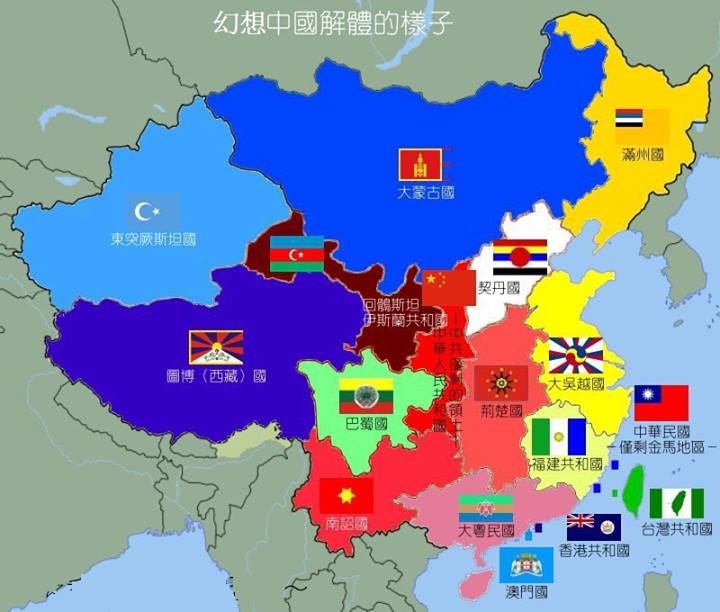 幻想中國解體的樣子
滿州國
大蒙古國
東突厥斯坦國
契丹國
回鶻斯坦
伊斯蘭共和國
中華人民共和國
－中共僅剩的領土－
圖博（西藏）國
大吳越國
荊楚國
巴蜀國
中華民國
－僅剩金馬地區－
福建共和國
南詔國
大粵民國
台灣共和國
香港共和國
澳門國